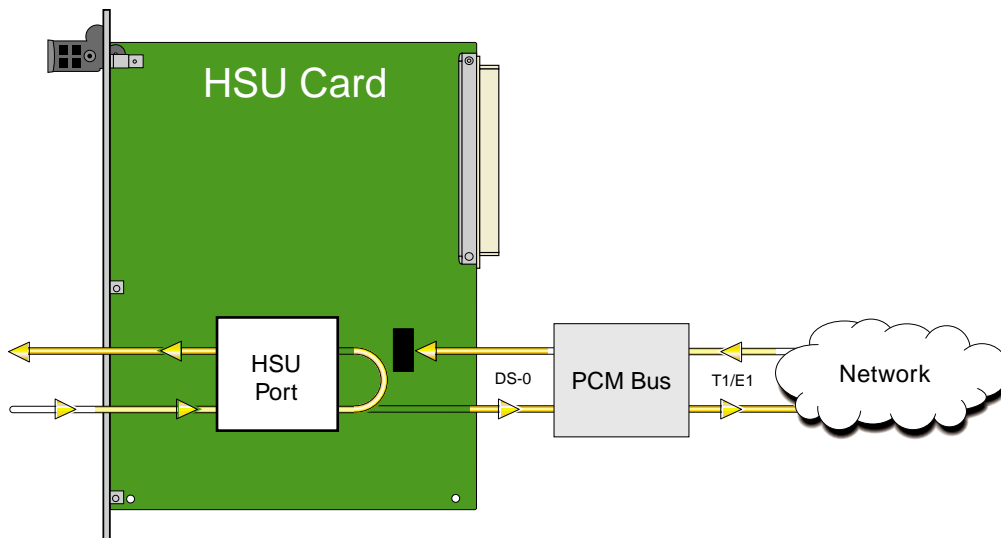 HSU Card
HSU
Port
DS-0
PCM Bus
T1/E1
Network